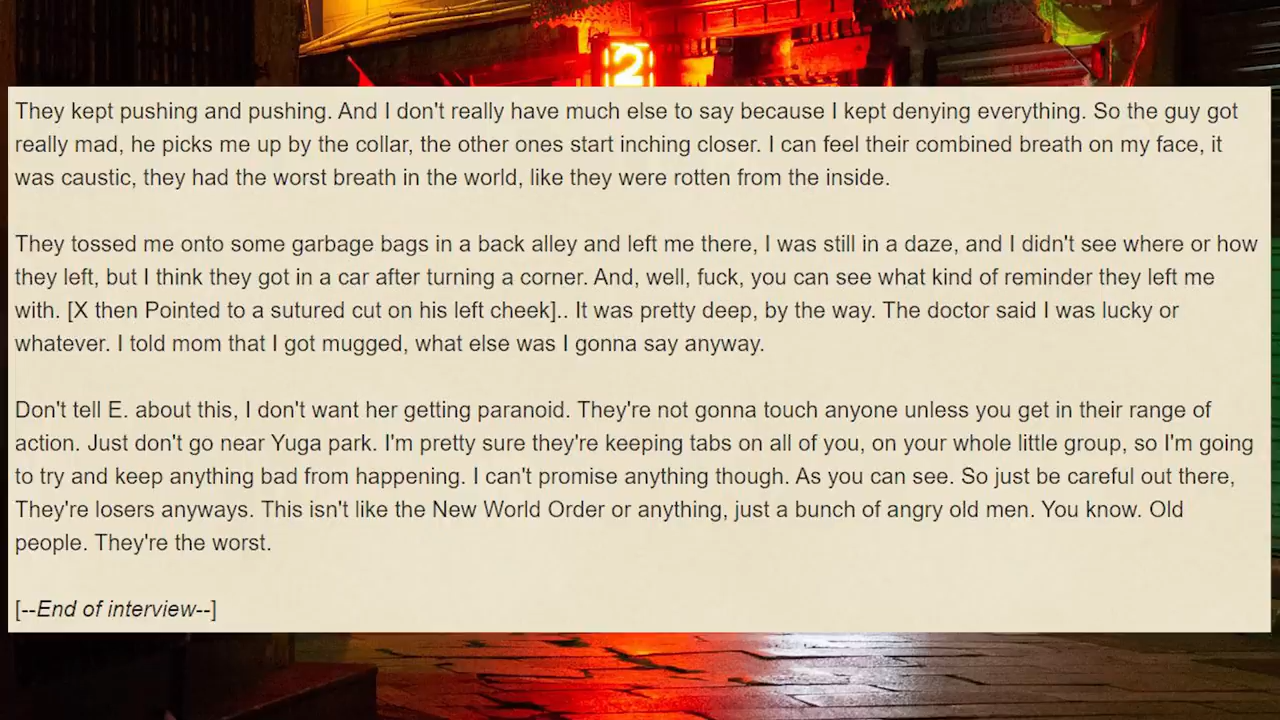 2
They kept pushing and pushing. And I don't really have much else to say because I kept denying everything. So the guy got
really mad, he picks me up by the collar, the other ones start inching closer. I can feel their combined breath on my face, it
was caustic, they had the worst breath in the world, like they were rotten from the inside.
They tossed me onto some garbage bags in a back alley and left me there, I was still in a daze, and I didn't see where or how
they left, but I think they got in a car after turning a corner. And, well, fuck, you can see what kind of reminder they left me
with. [X then Pointed to a sutured cut on his left cheek].. It was pretty deep, by the way. The doctor said I was lucky or
whatever. I told mom that I got mugged, what else was I gonna say anyway.
Don't tell E. about this, I don't want her getting paranoid. They're not gonna touch anyone unless you get in their range of
action. Just don't go near Yuga park. I'm pretty sure they're keeping tabs on all of you, on your whole little group, so I'm going
to try and keep anything bad from happening. I can't promise anything though. As you can see. So just be careful out there,
They're losers anyways. This isn't like the New World Order or anything, just a bunch of angry old men. You know. Old
people. They're the worst.
[--End of interview--]